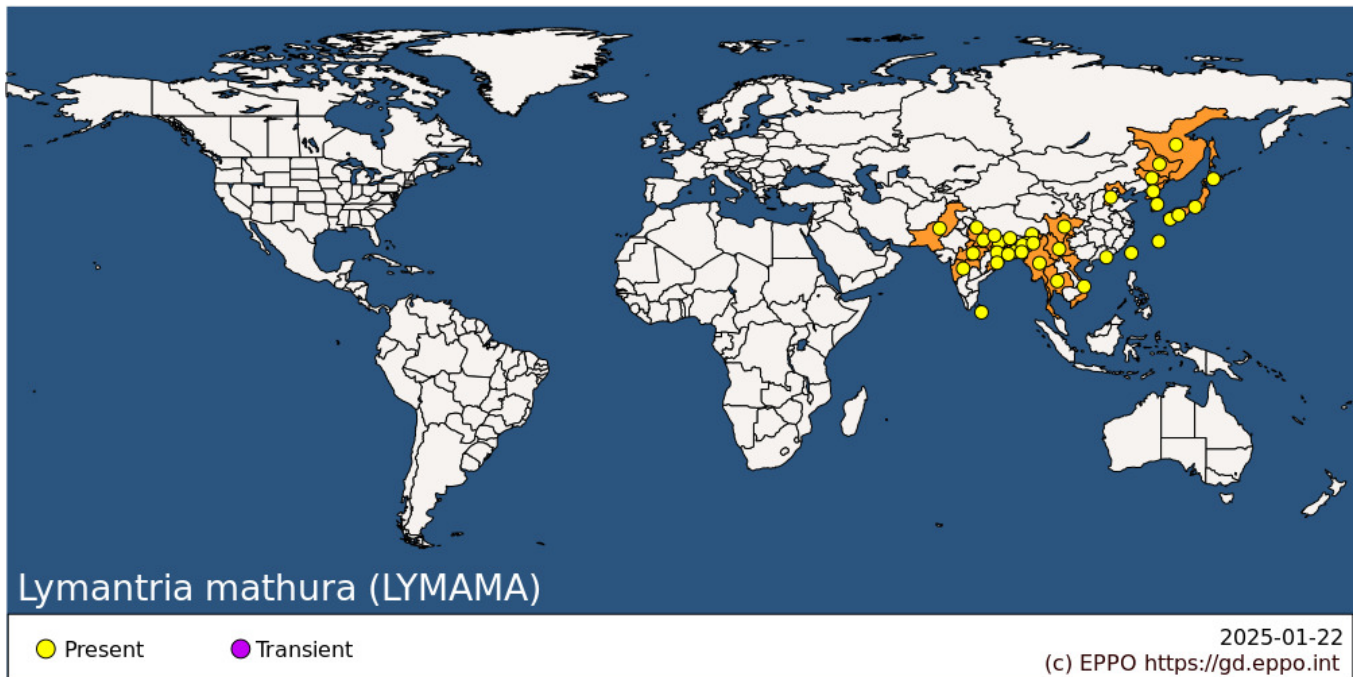 Lymantria mathura (LYMAMA)
Present
Transient
2025-01-22
(c) EPPO https://gd.eppo.int